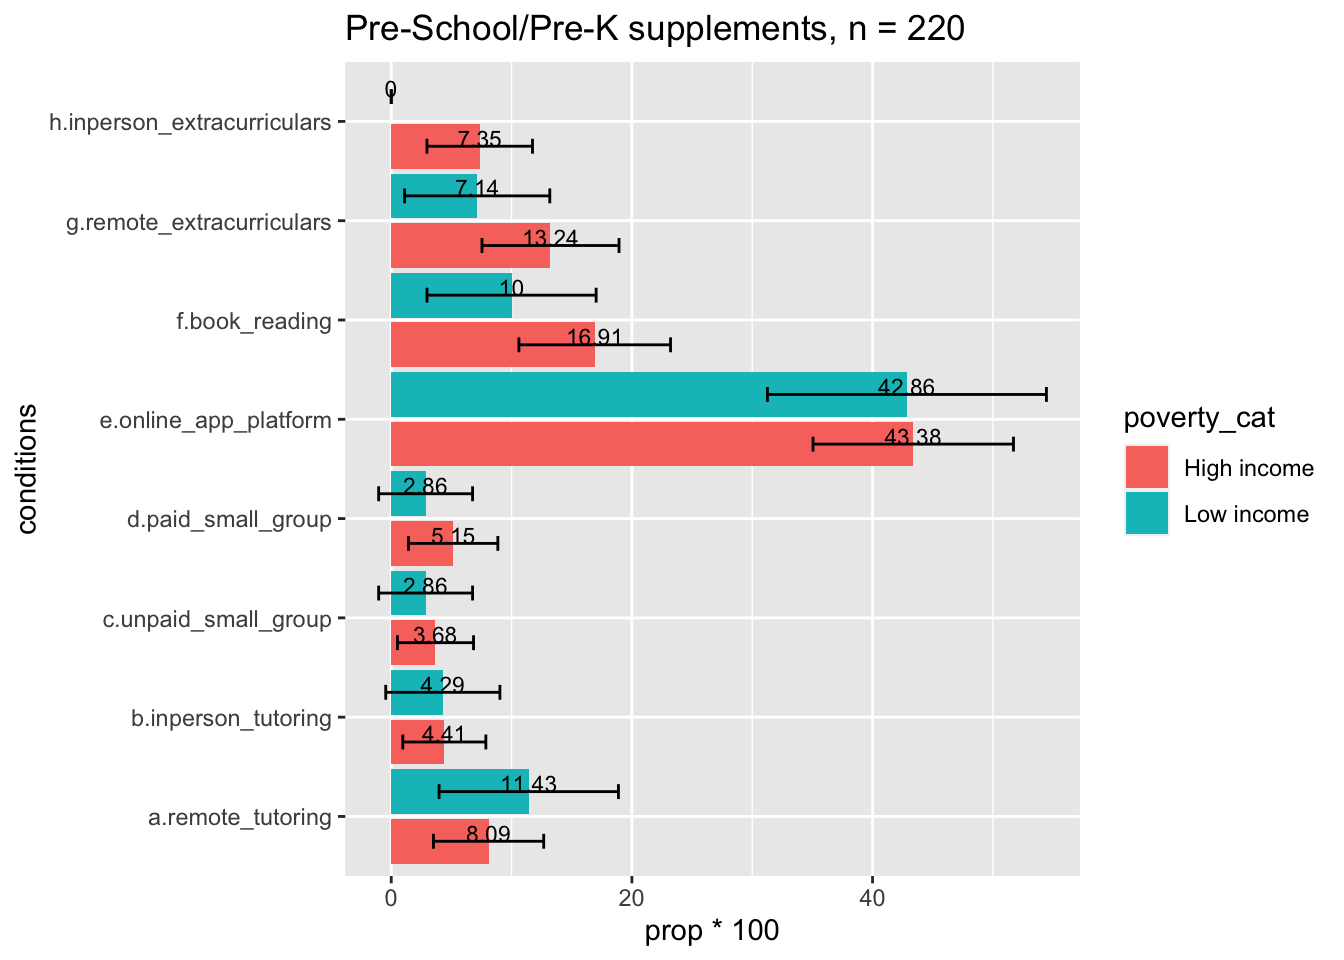 Pre-School/Pre-K supplements, n = 220
conditions
h.inperson_extracurriculars
g.remote_extracurriculars
f.book_reading
e.online_app_platform
d.paid_small_group
c.unpaid_small_group
b.inperson_tutoring
a.remote_tutoring
0
7.35
7.14
13.24
10
16.91
42.86
43.38
2.86
5.15
2.86
3.68
4.29
4.41
11.43
8.09
0 20 40
prop * 100
poverty_cat
High income
Low income